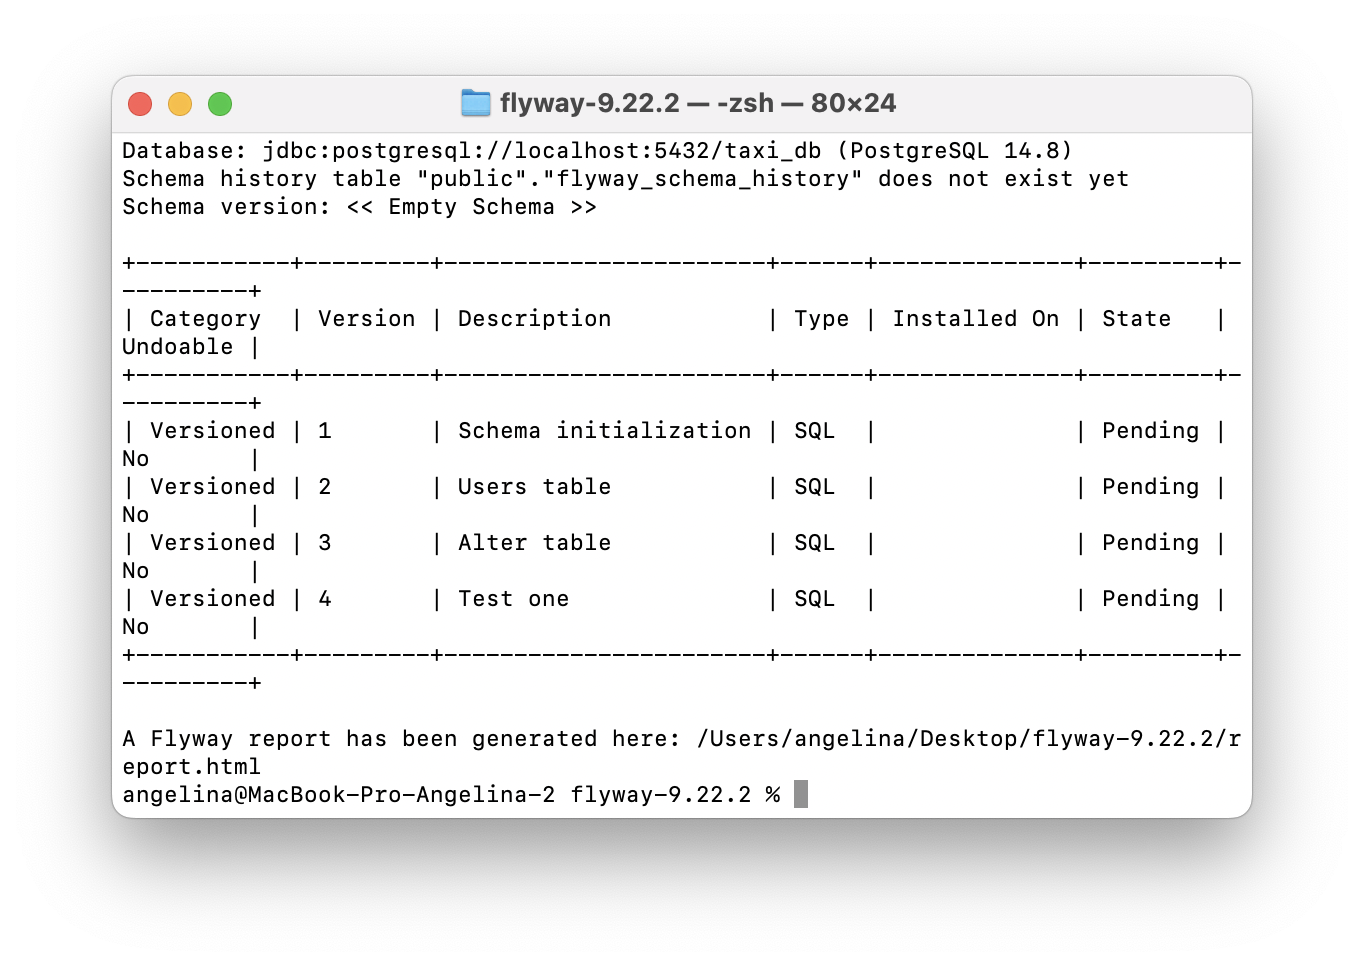 flyway-9.22.2 — -zsh — 80×24
Database: jdbc:postgresql://localhost:5432/taxi_db (PostgreSQL 14.8)
Schema history table "public"."flyway_schema_history" does not exist yet
Schema version: << Empty Schema >>

+-----------+---------+-----------------------+------+--------------+---------+-
---------+
| Category  | Version | Description           | Type | Installed On | State   |
Undoable |
+-----------+---------+-----------------------+------+--------------+---------+-
---------+
| Versioned | 1       | Schema initialization | SQL  |              | Pending |
No       |
| Versioned | 2       | Users table           | SQL  |              | Pending |
No       |
| Versioned | 3       | Alter table           | SQL  |              | Pending |
No       |
| Versioned | 4       | Test one              | SQL  |              | Pending |
No       |
+-----------+---------+-----------------------+------+--------------+---------+-
---------+

A Flyway report has been generated here: /Users/angelina/Desktop/flyway-9.22.2/r
eport.html
angelina@MacBook-Pro-Angelina-2 flyway-9.22.2 %